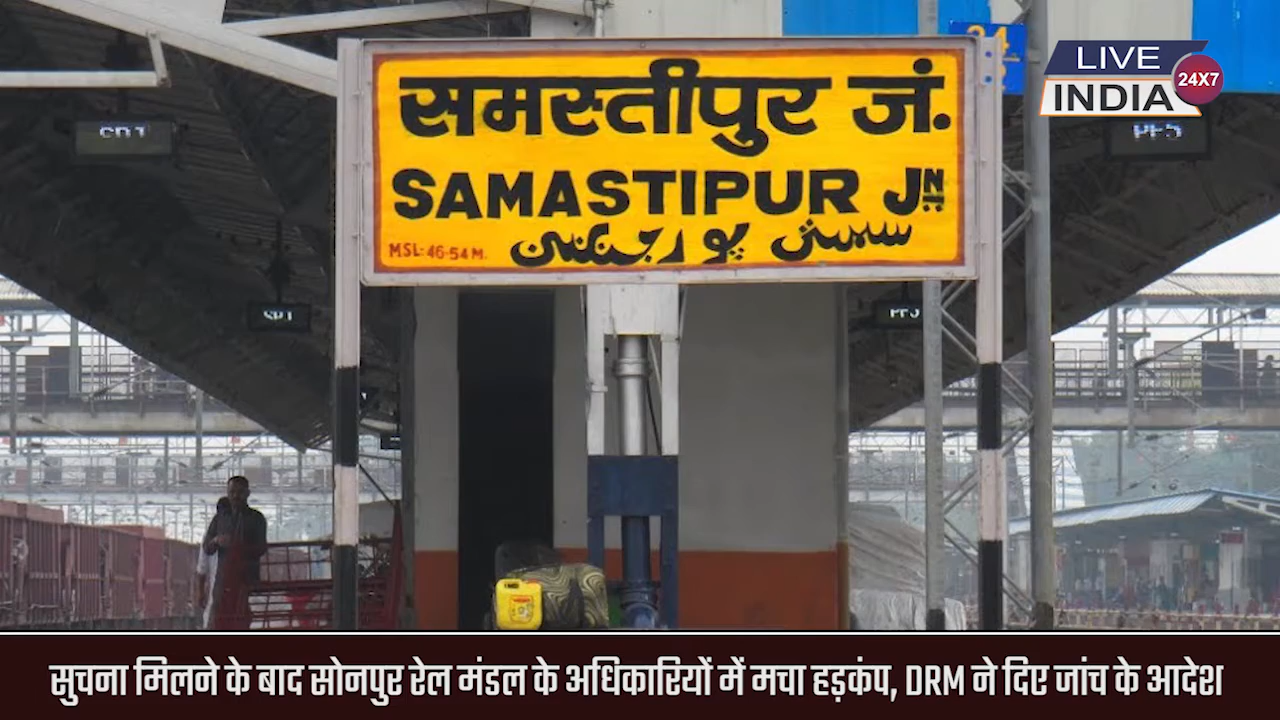 LIVE
INDIA 24X7
24
समस्तीपुर जं.
SAMASTIPUR JN
MSL: 46-54 M.
سمستی پور جنکشن
सुचना मिलने के बाद सोनपुर रेल मंडल के अधिकारियों में मचा हड़कंप, DRM ने दिए जांच के आदेश